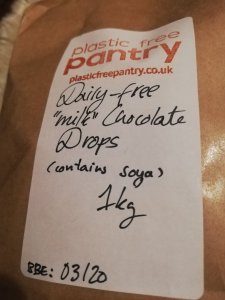 plastic free
pantry
plasticfreepantry.co.uk
Dairy-free
"milk" Chocolate
Drops
(contains soya)
1kg
BBE: 03/20